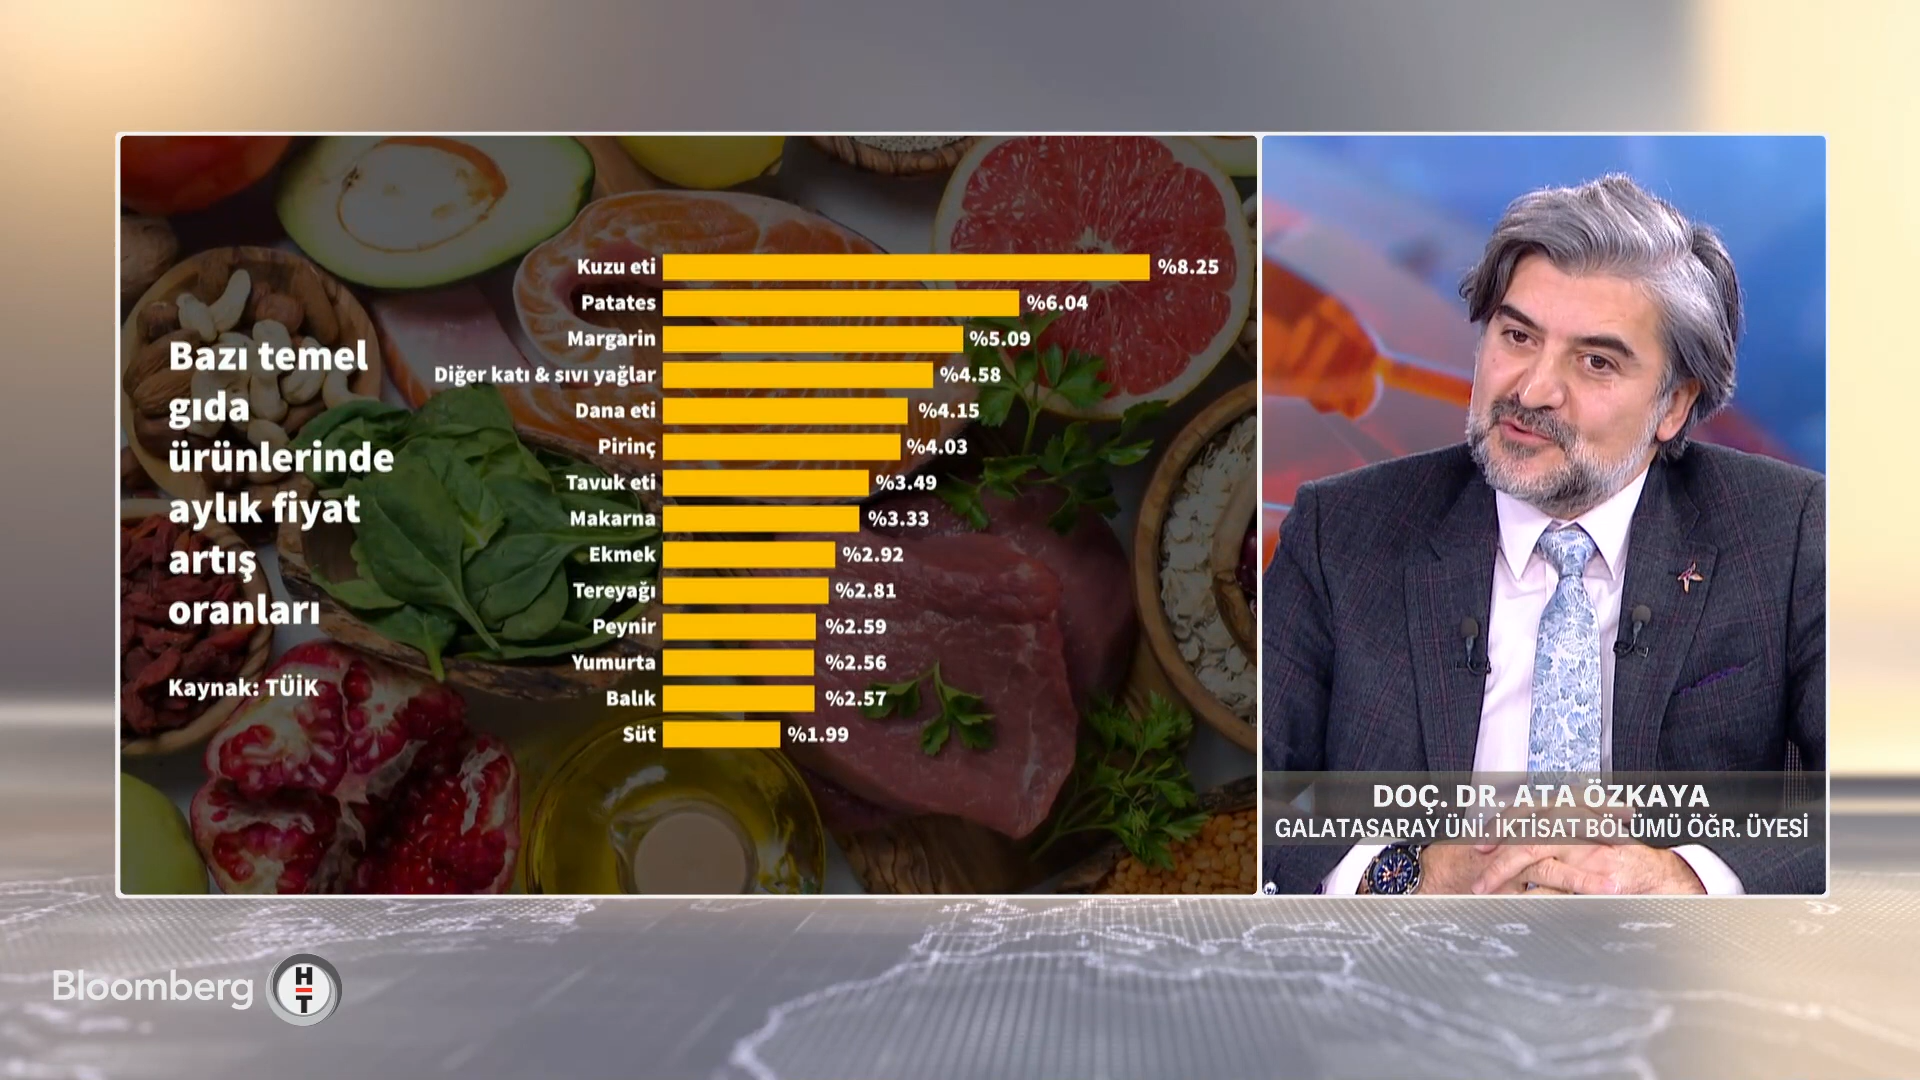 Bazı temel
gıda
ürünlerinde
aylık fiyat
artış
oranları
Kaynak: TÜİK
Kuzu eti %8.25
Patates %6.04
Margarin %5.09
Diğer katı & sıvı yağlar %4.58
Dana eti %4.15
Pirinç %4.03
Tavuk eti %3.49
Makarna %3.33
Ekmek %2.92
Tereyağı %2.81
Peynir %2.59
Yumurta %2.56
Balık %2.57
Süt %1.99
DOÇ. DR. ATA ÖZKAYA
GALATASARAY ÜNİ. İKTİSAT BÖLÜMÜ ÖĞR. ÜYESİ
Bloomberg HT